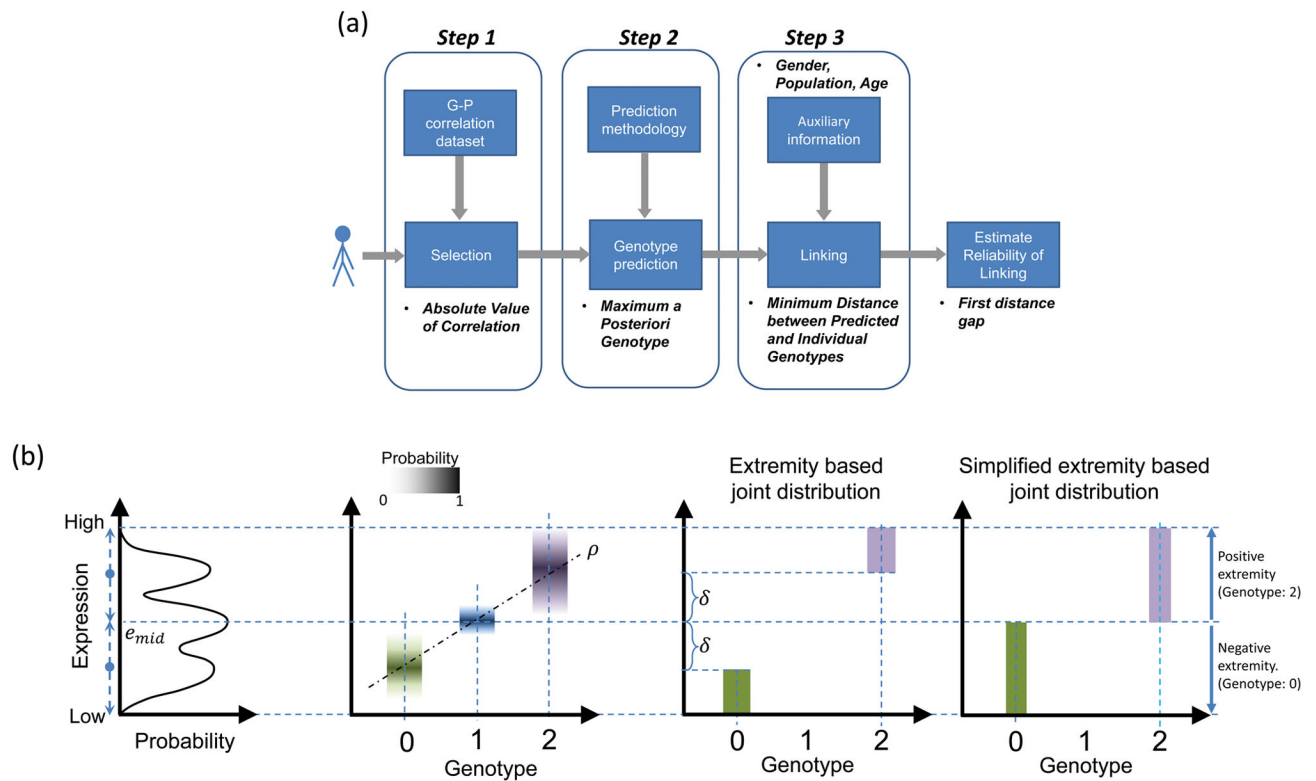 (a)
Step 1
Step 2
Step 3
• Gender,
Population, Age
G-P
correlation
dataset
Prediction
methodology
Auxiliary
information
Selection
Genotype
prediction
Linking
Estimate
Reliability of
Linking
• Absolute Value
of Correlation
• Maximum a
Posteriori
Genotype
• Minimum Distance
between Predicted
and Individual
Genotypes
• First distance
gap
(b)
Probability
0 1
Extremity based
joint distribution
Simplified extremity based
joint distribution
High
Expression
e_mid
Low
Probability
ρ
0 1 2
Genotype
δ
δ
0 1 2
Genotype
0 1 2
Genotype
Positive
extremity
(Genotype: 2)
Negative
extremity.
(Genotype: 0)